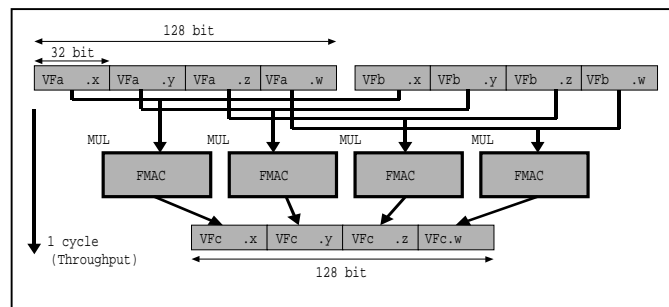 128 bit
32 bit
VFa .x VFa .y VFa .z VFa .w VFb .x VFb .y VFb .z VFb .w
MUL MUL MUL MUL
FMAC FMAC FMAC FMAC
VFc .x VFc .y VFc .z VFc.w
1 cycle
(Throughput)
128 bit